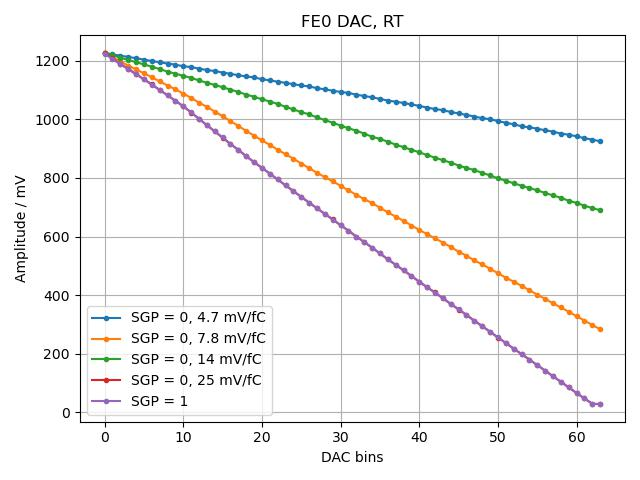 FE0 DAC, RT
Amplitude / mV
1200
1000
800
600
400
200
0
SGP = 0, 4.7 mV/fC
SGP = 0, 7.8 mV/fC
SGP = 0, 14 mV/fC
SGP = 0, 25 mV/fC
SGP = 1
0 10 20 30 40 50 60
DAC bins